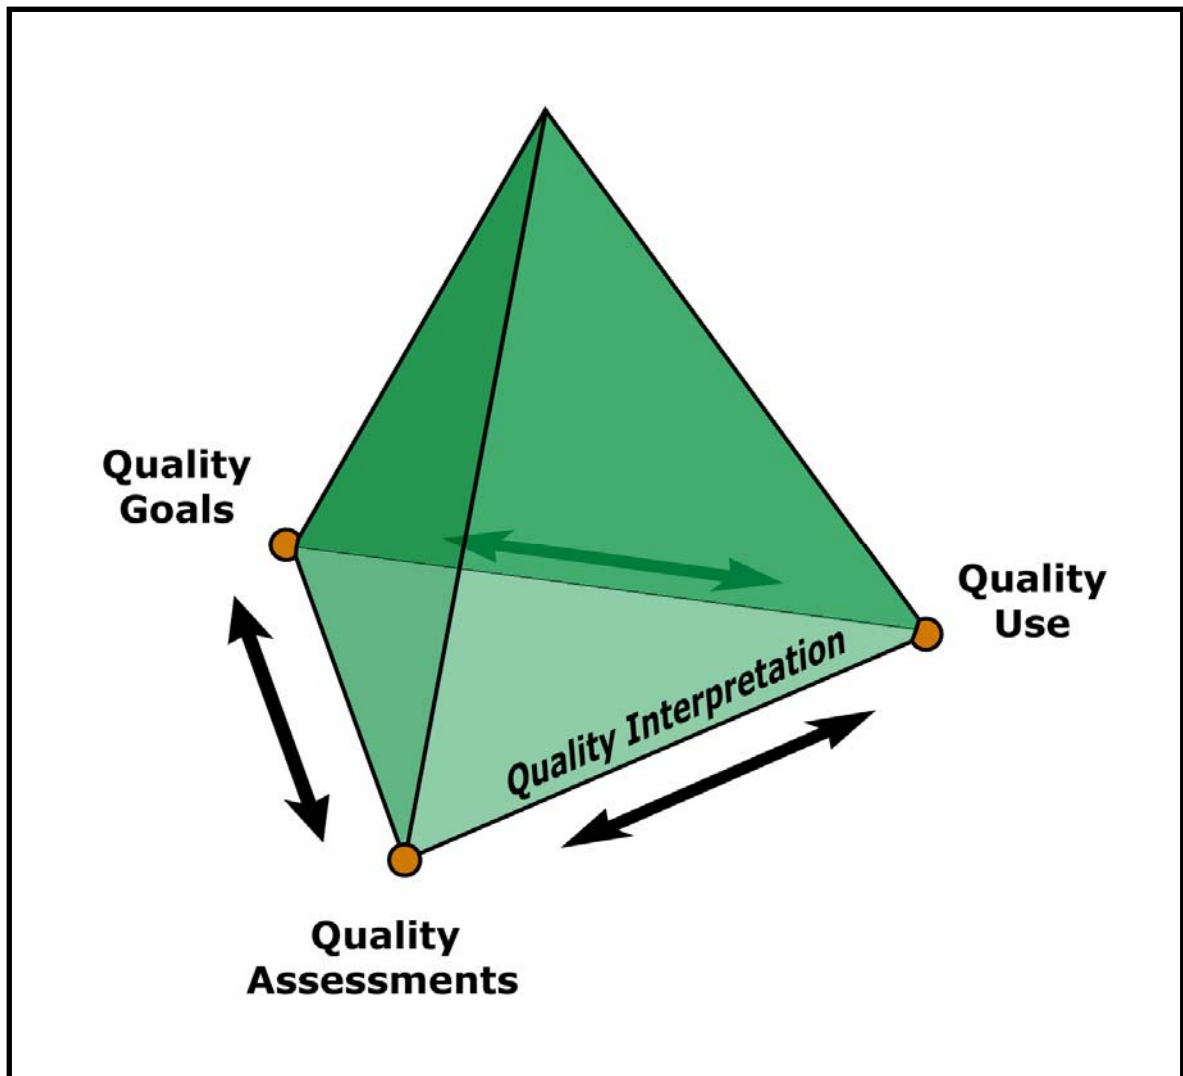 Quality
Goals
Quality
Use
Quality Interpretation
Quality
Assessments